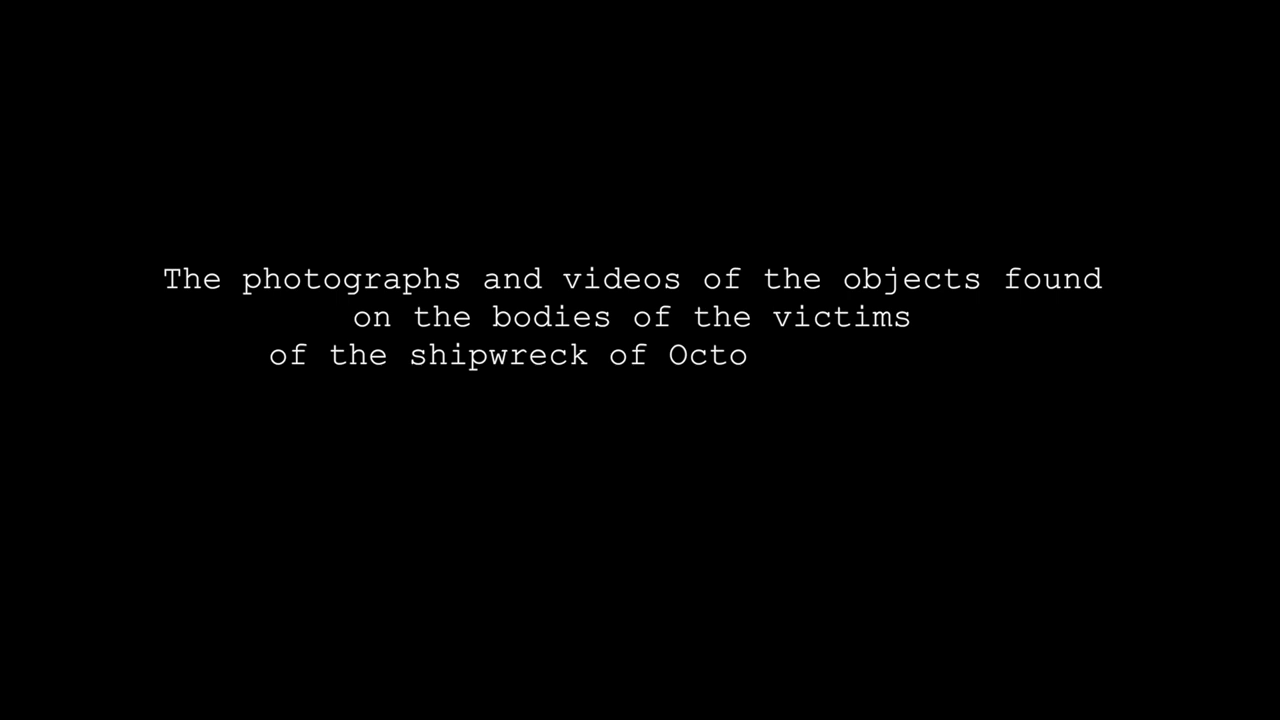 The photographs and videos of the objects found
on the bodies of the victims
of the shipwreck of Octo